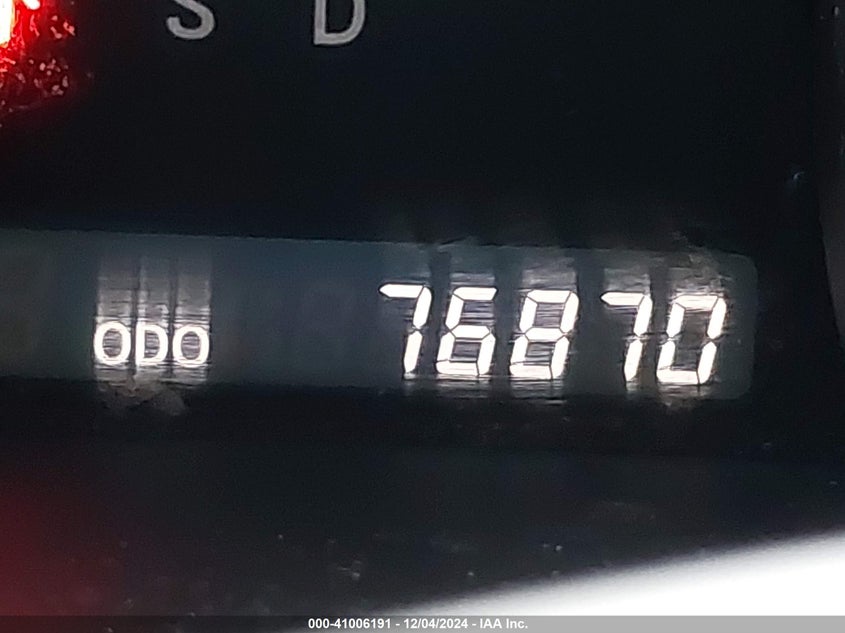 S D
ODO 76870
000-41006191 - 12/04/2024 - IAA Inc.